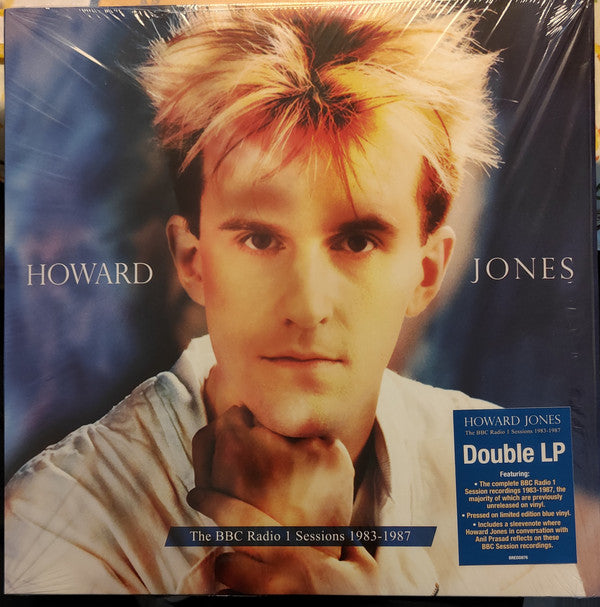 HOWARD JONES
The BBC Radio 1 Sessions 1983-1987
HOWARD JONES
The BBC Radio 1 Sessions 1983-1987
Double LP
Featuring:
• The complete BBC Radio 1
Session recordings 1983-1987, the
majority of which are previously
unreleased on vinyl.
• Pressed on limited edition blue vinyl.
• Includes a sleevenote where
Howard Jones in conversation with
Anil Prasad reflects on these
BBC Session recordings.